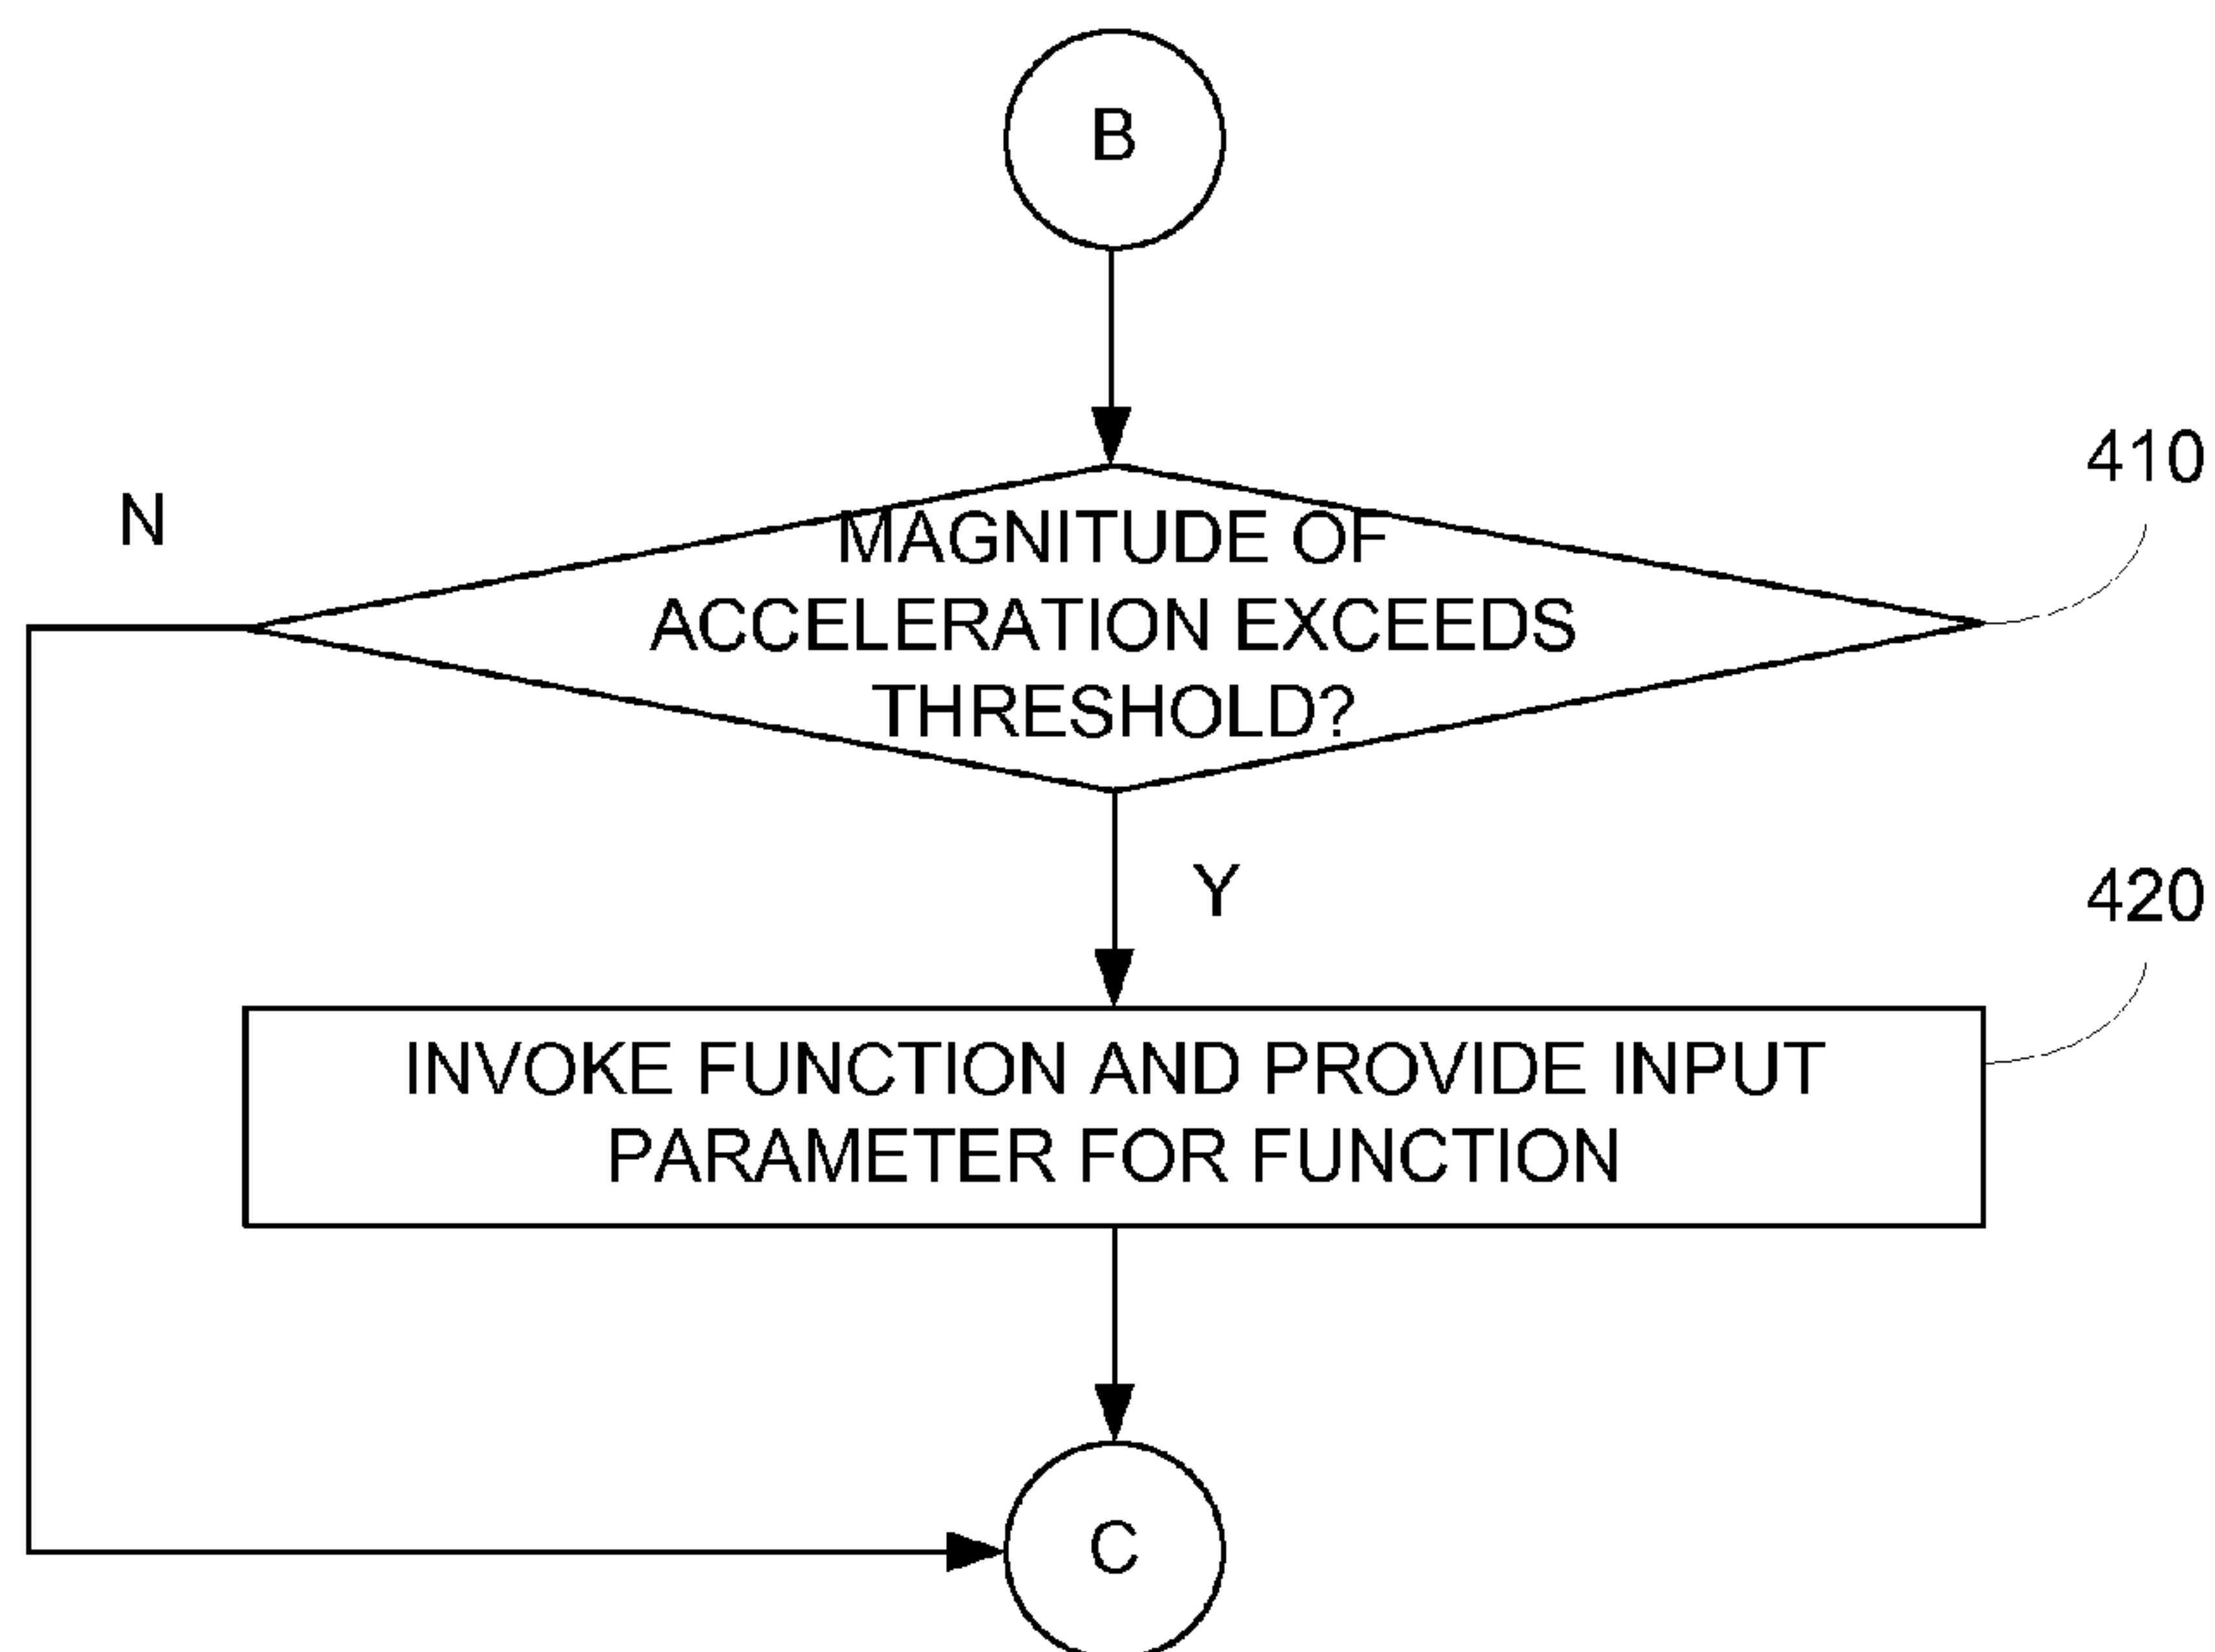 B
410
N
MAGNITUDE OF
ACCELERATION EXCEEDS
THRESHOLD?
Y
420
INVOKE FUNCTION AND PROVIDE INPUT
PARAMETER FOR FUNCTION
C